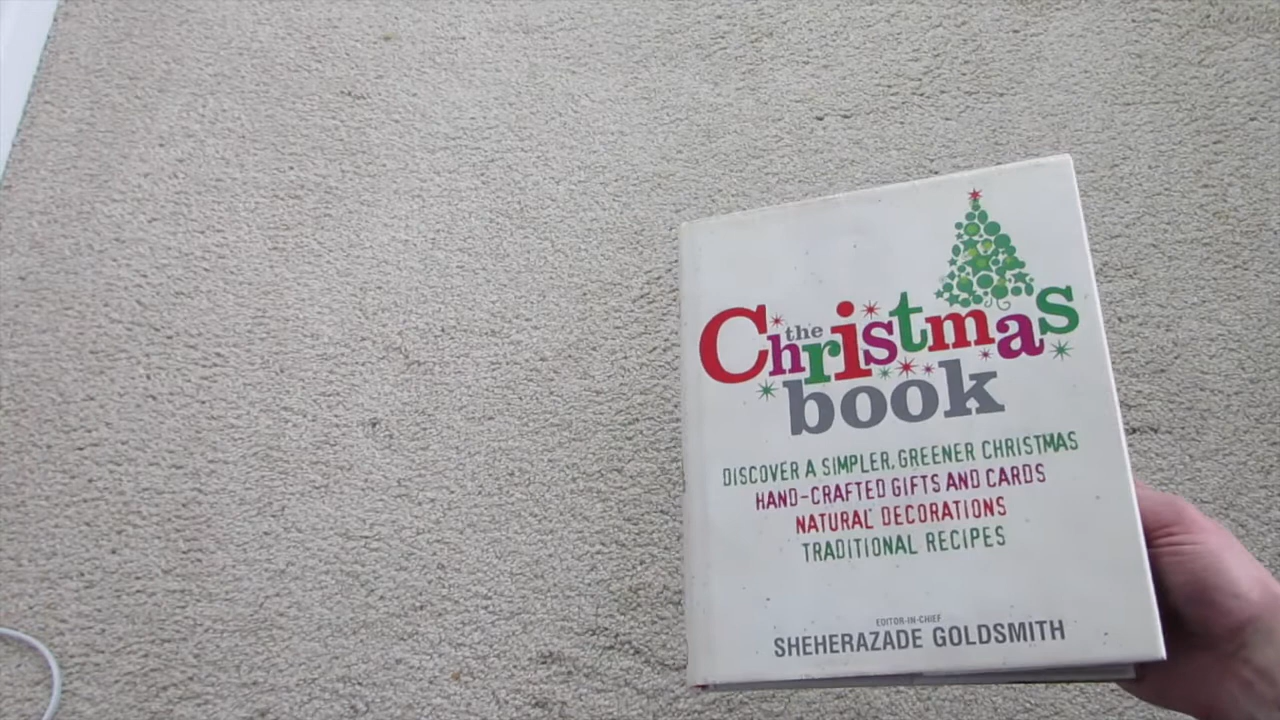 the
Christmas
book
DISCOVER A SIMPLER, GREENER CHRISTMAS
HAND-CRAFTED GIFTS AND CARDS
NATURAL DECORATIONS
TRADITIONAL RECIPES
EDITOR-IN-CHIEF
SHEHERAZADE GOLDSMITH